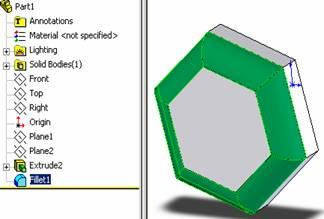 Part1
Annotations
Material <not specified>
Lighting
Solid Bodies(1)
Front
Top
Right
Origin
Plane1
Plane2
Extrude2
Fillet1